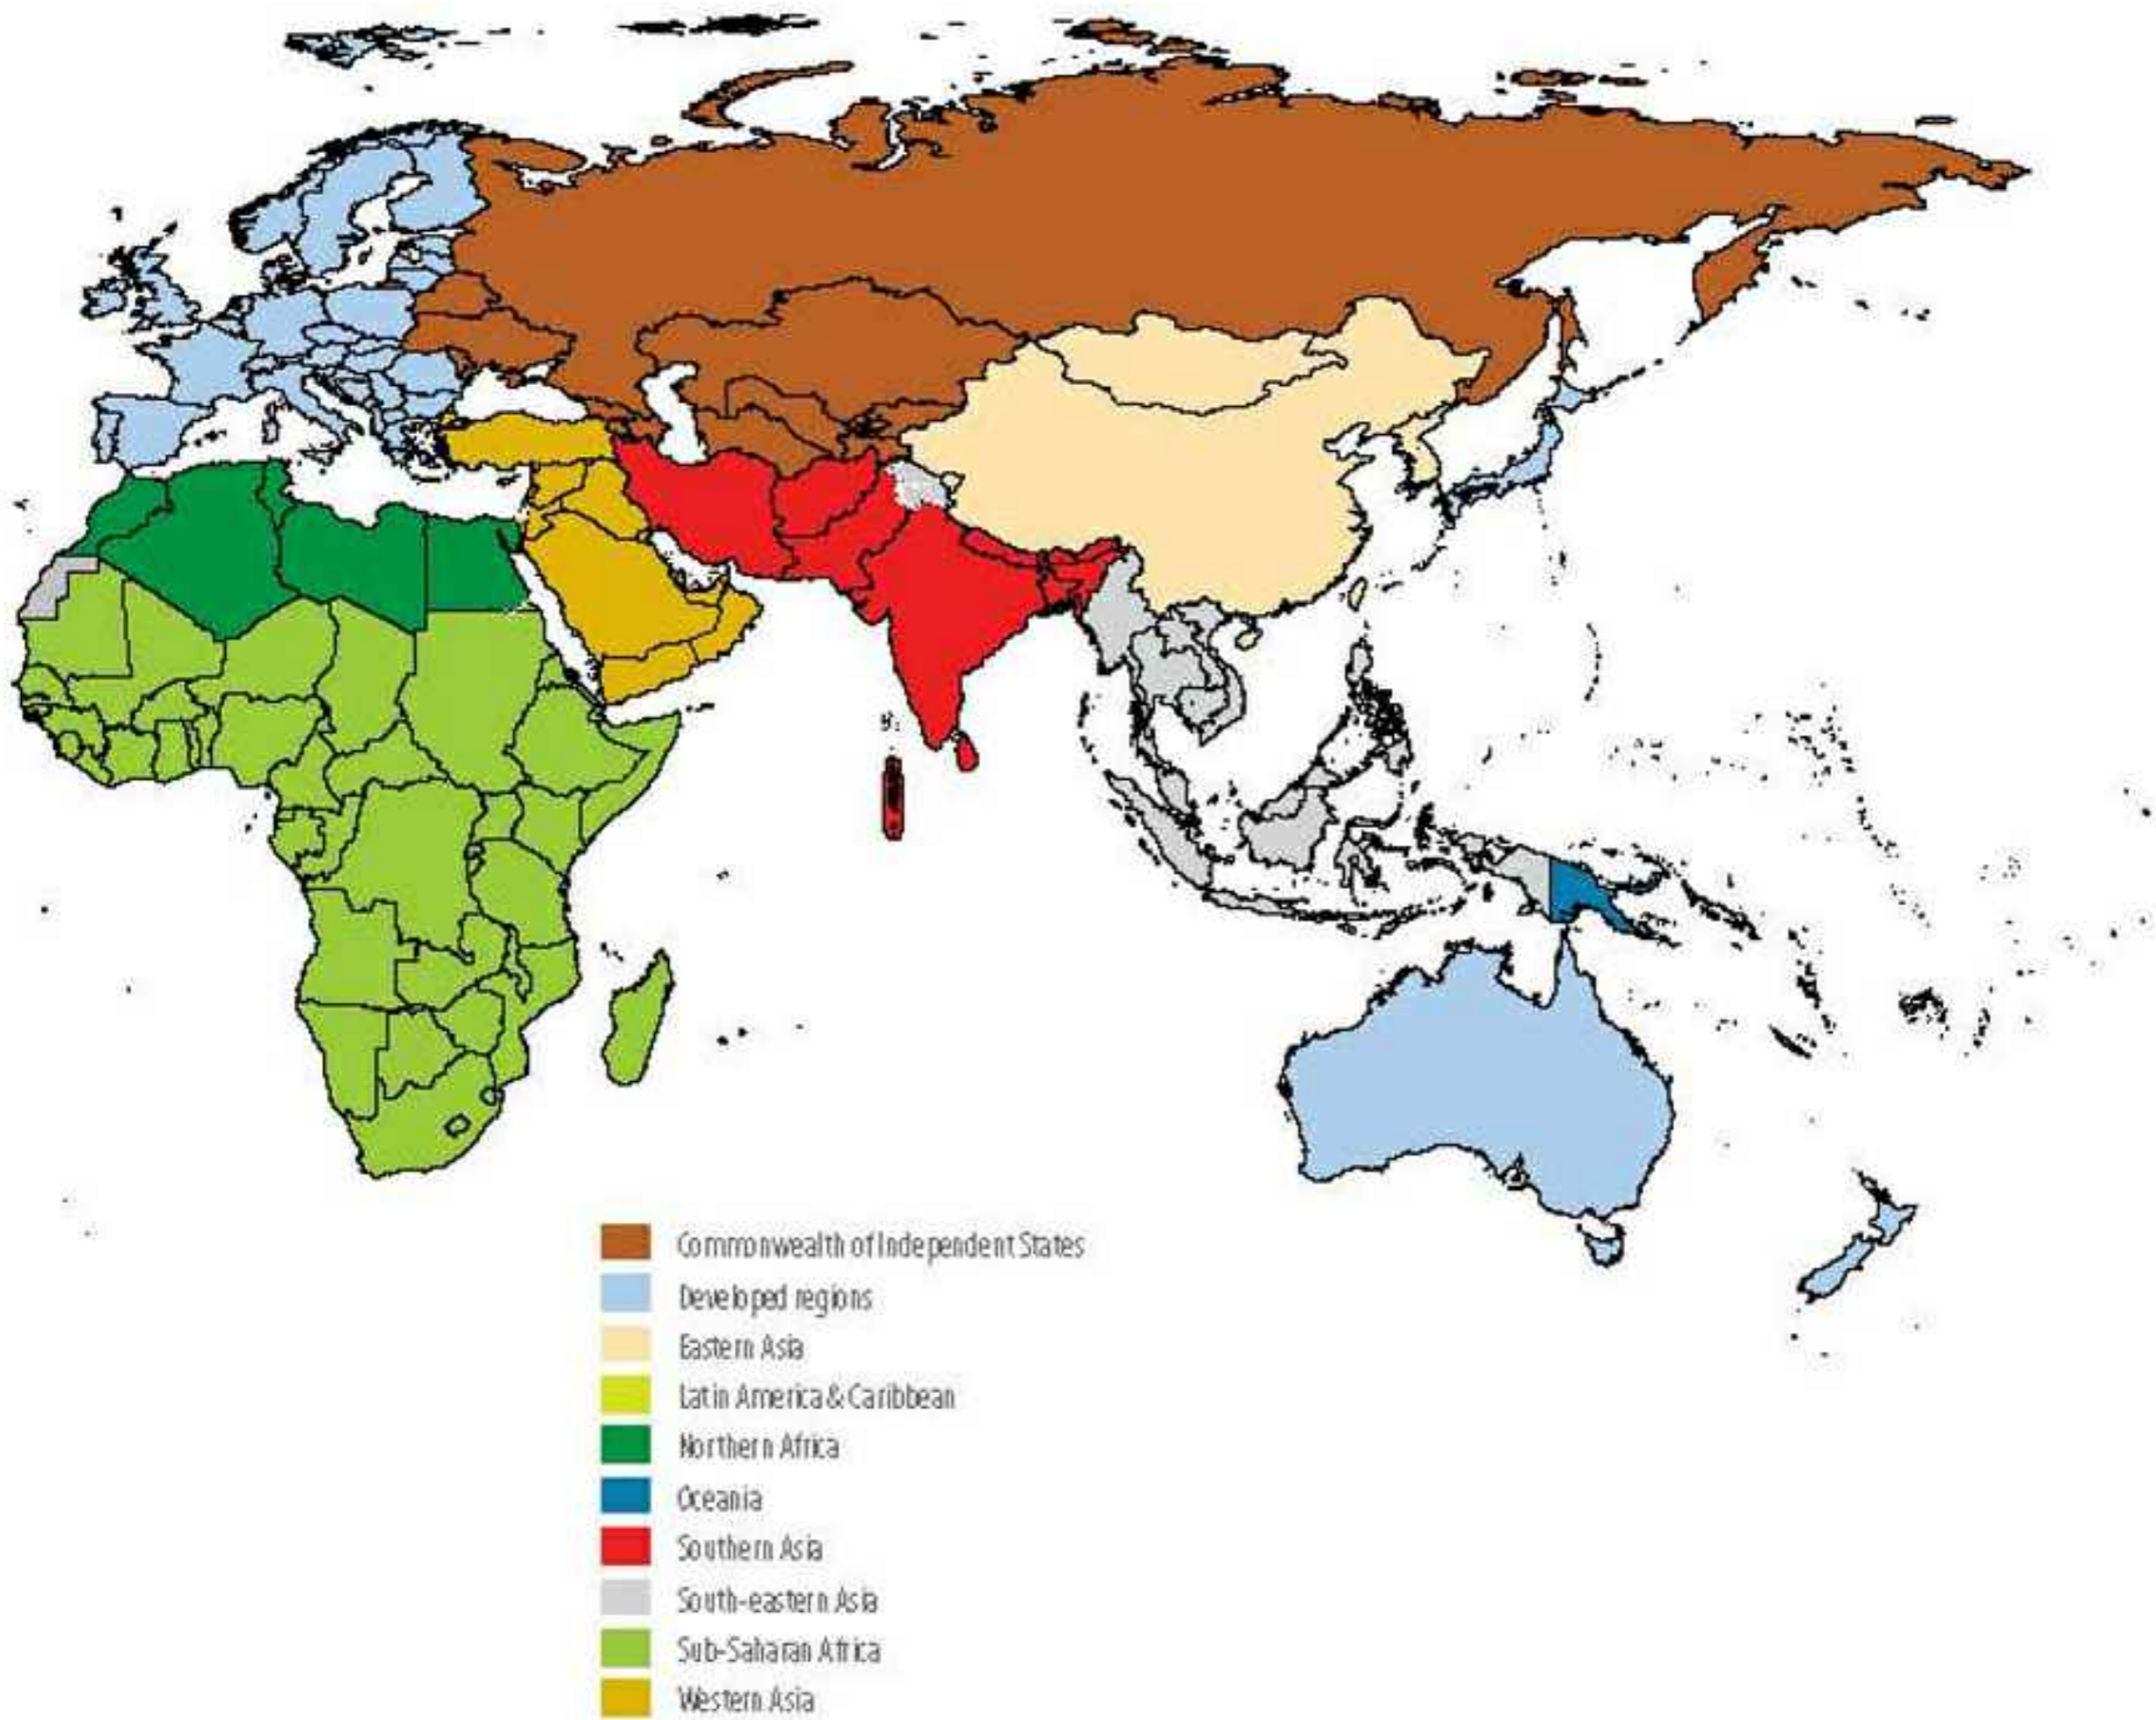 Commonwealth of Independent States
Developed regions
Eastern Asia
Latin America & Caribbean
Northern Africa
Oceania
Southern Asia
South-eastern Asia
Sub-Saharan Africa
Western Asia